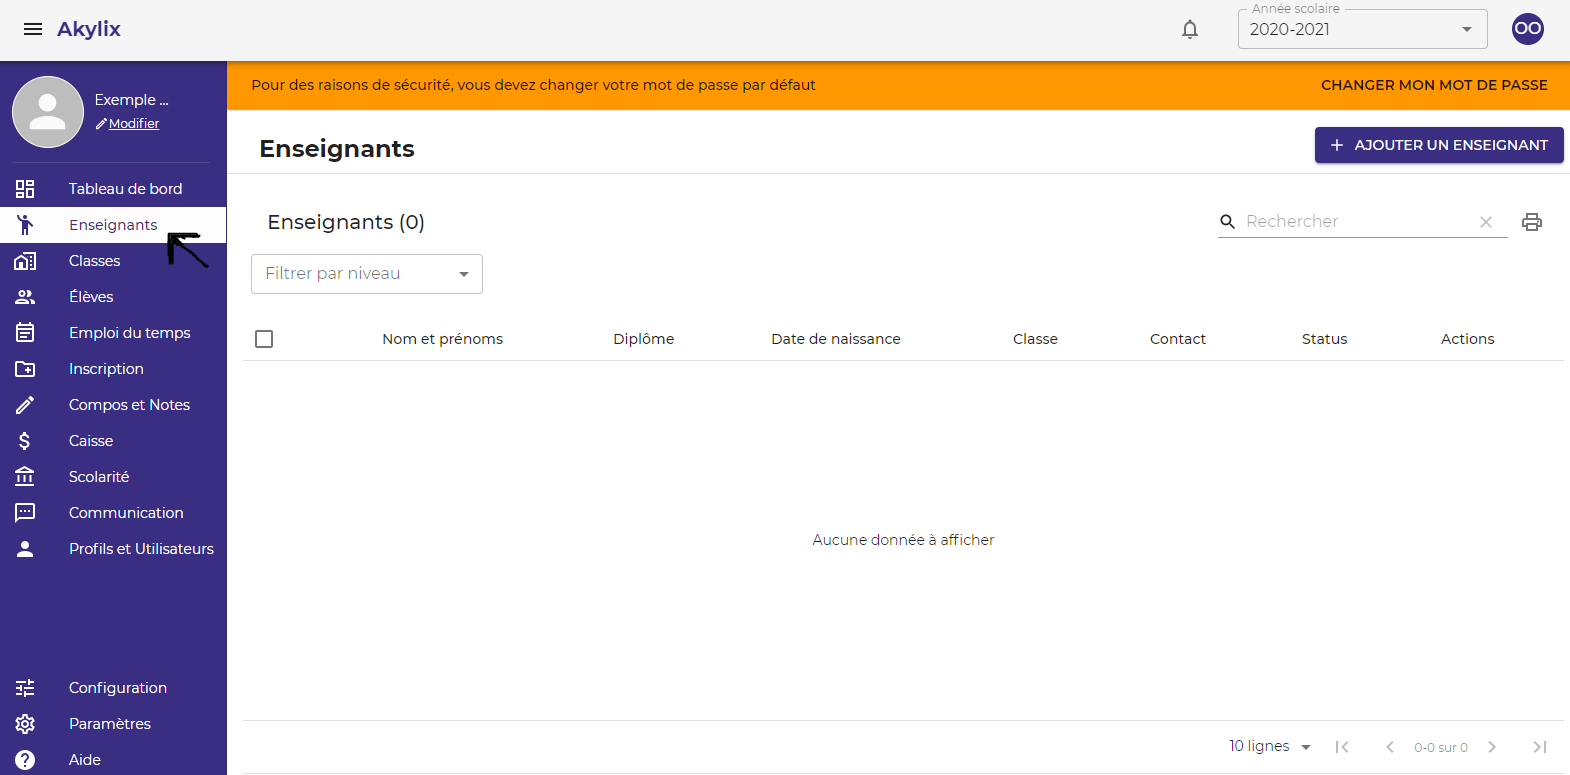 Akylix
Année scolaire
2020-2021
OO
Exemple ...
Modifier
Tableau de bord
Enseignants
Classes
Élèves
Emploi du temps
Inscription
Compos et Notes
Caisse
Scolarité
Communication
Profils et Utilisateurs
Configuration
Paramètres
Aide
Pour des raisons de sécurité, vous devez changer votre mot de passe par défaut
CHANGER MON MOT DE PASSE
Enseignants
+ AJOUTER UN ENSEIGNANT
Enseignants (0)
Rechercher
Filtrer par niveau
Nom et prénoms Diplôme Date de naissance Classe Contact Status Actions
Aucune donnée à afficher
10 lignes 0-0 sur 0